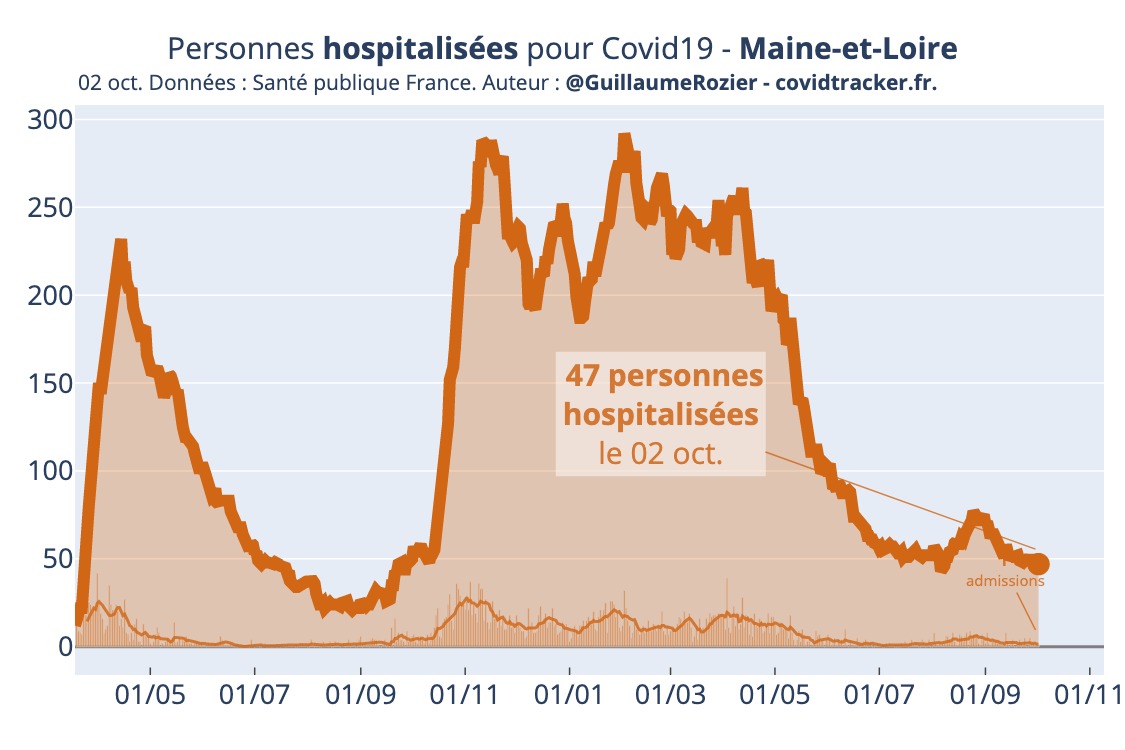 Personnes hospitalisées pour Covid19 - Maine-et-Loire
02 oct. Données : Santé publique France. Auteur : @GuillaumeRozier - covidtracker.fr.
300
250
200
150
100
50
0
47 personnes
hospitalisées
le 02 oct.
admissions
01/05 01/07 01/09 01/11 01/01 01/03 01/05 01/07 01/09 01/11